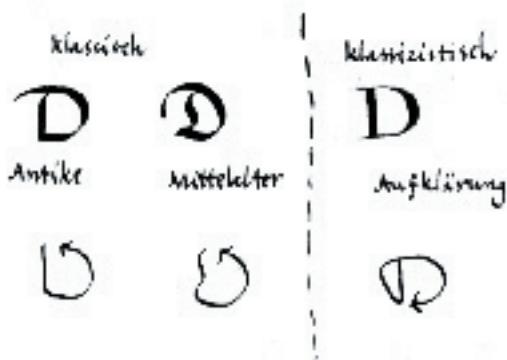 klassisch
klassizistisch
D D
D
Antike Mittelalter
Aufklärung